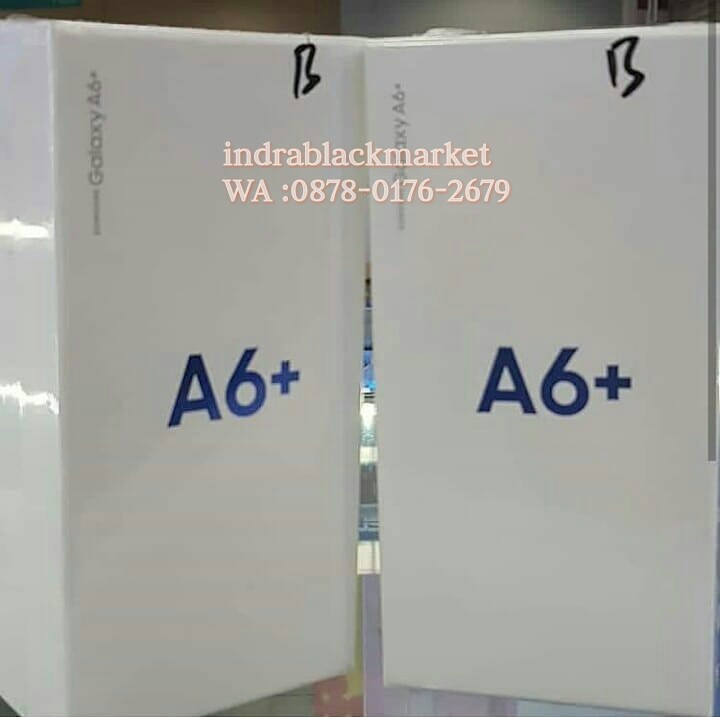 B
B
Galaxy A6+
Galaxy A6+
indrablackmarket
WA :0878-0176-2679
A6+
A6+